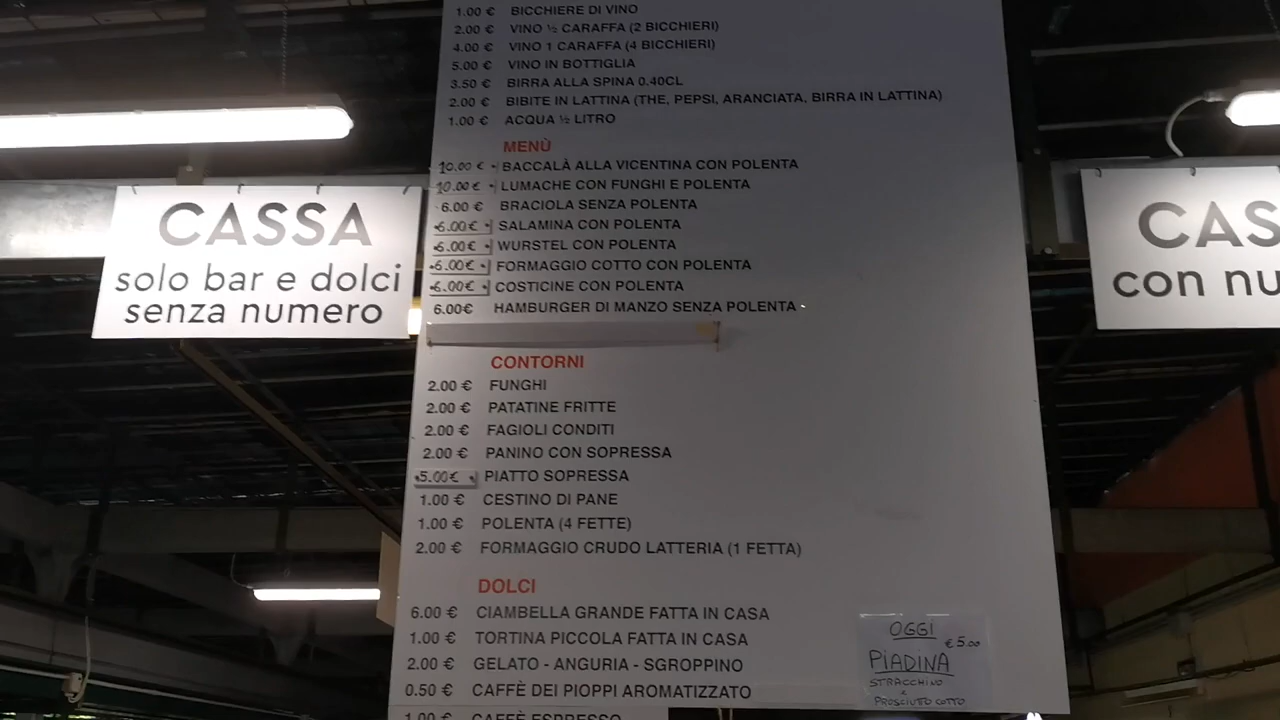 1.00 € BICCHIERE DI VINO
2.00 € VINO ½ CARAFFA (2 BICCHIERI)
4.00 € VINO 1 CARAFFA (4 BICCHIERI)
5.00 € VINO IN BOTTIGLIA
3.50 € BIRRA ALLA SPINA 0.40CL
2.00 € BIBITE IN LATTINA (THE, PEPSI, ARANCIATA, BIRRA IN LATTINA)
1.00 € ACQUA ½ LITRO
MENÙ
10.00 € BACCALÀ ALLA VICENTINA CON POLENTA
10.00 € LUMACHE CON FUNGHI E POLENTA
6.00 € BRACIOLA SENZA POLENTA
6.00 € SALAMINA CON POLENTA
6.00 € WURSTEL CON POLENTA
6.00 € FORMAGGIO COTTO CON POLENTA
6.00 € COSTICINE CON POLENTA
6.00€ HAMBURGER DI MANZO SENZA POLENTA
CONTORNI
2.00 € FUNGHI
2.00 € PATATINE FRITTE
2.00 € FAGIOLI CONDITI
2.00 € PANINO CON SOPRESSA
5.00€ PIATTO SOPRESSA
1.00 € CESTINO DI PANE
1.00 € POLENTA (4 FETTE)
2.00 € FORMAGGIO CRUDO LATTERIA (1 FETTA)
DOLCI
6.00 € CIAMBELLA GRANDE FATTA IN CASA
1.00 € TORTINA PICCOLA FATTA IN CASA
2.00 € GELATO - ANGURIA - SGROPPINO
0.50 € CAFFÈ DEI PIOPPI AROMATIZZATO
1.00 € CAFFÈ ESPRESSO
CASSA
solo bar e dolci
senza numero
CAS
con nu
OGGI
€ 5.00
PIADINA
STRACCHINO
E
PROSCIUTO COTTO